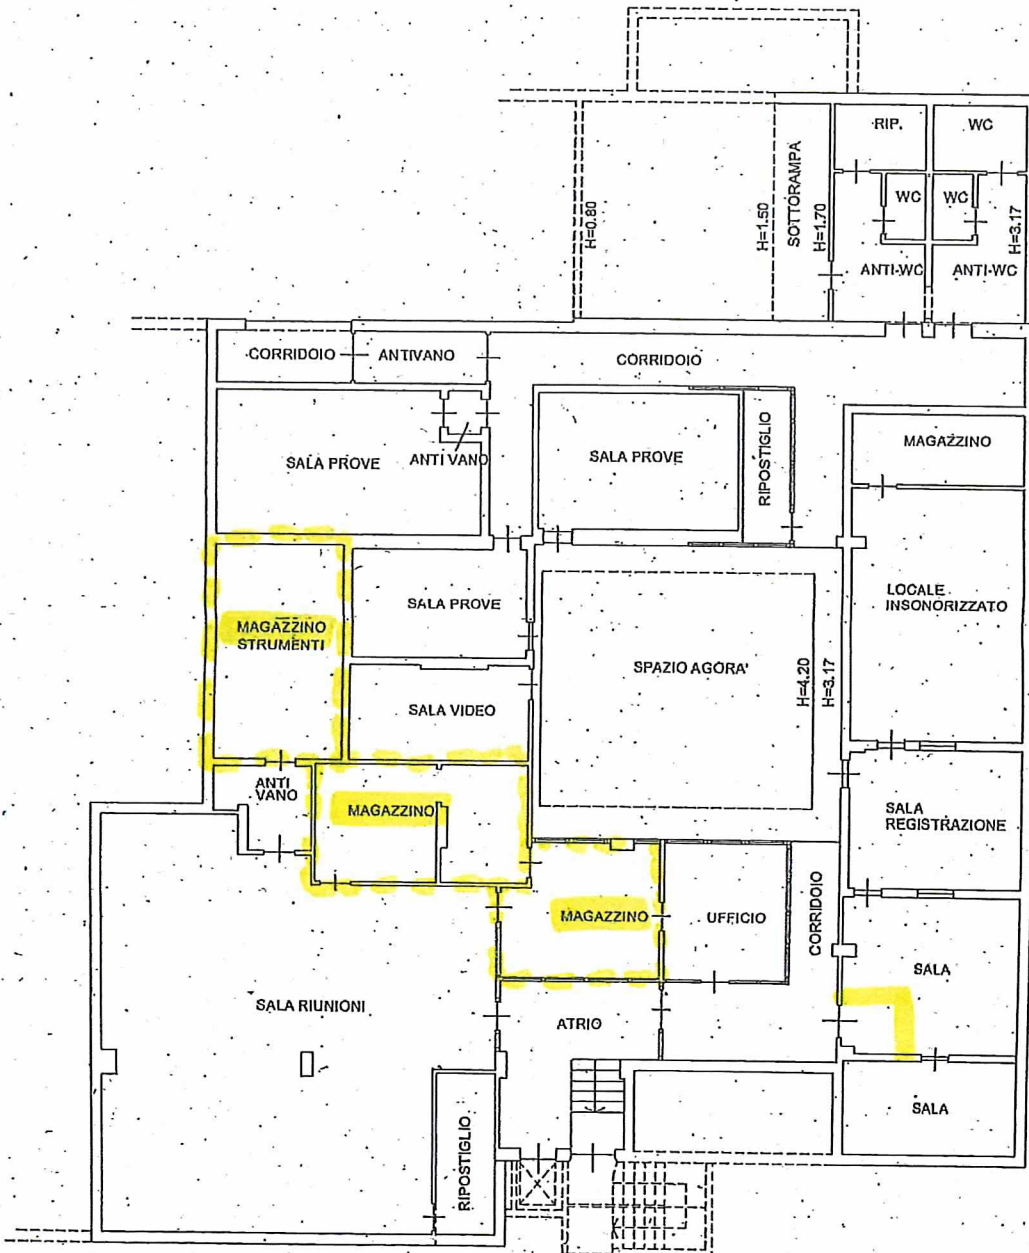 RIP.
WC
SOTTORAMPA
H=0.80
H=1.50
H=1.70
WC
WC
H=3.17
ANTI-WC
ANTI-WC
CORRIDOIO
ANTIVANO
CORRIDOIO
SALA PROVE
ANTI VANO
SALA PROVE
RIPOSTIGLIO
MAGAZZINO
MAGAZZINO
STRUMENTI
SALA PROVE
LOCALE
INSONORIZZATO
SPAZIO AGORA'
H=4.20
H=3.17
SALA VIDEO
ANTI
VANO
MAGAZZINO
SALA
REGISTRAZIONE
MAGAZZINO
UFFICIO
CORRIDOIO
SALA
SALA RIUNIONI
ATRIO
RIPOSTIGLIO
SALA